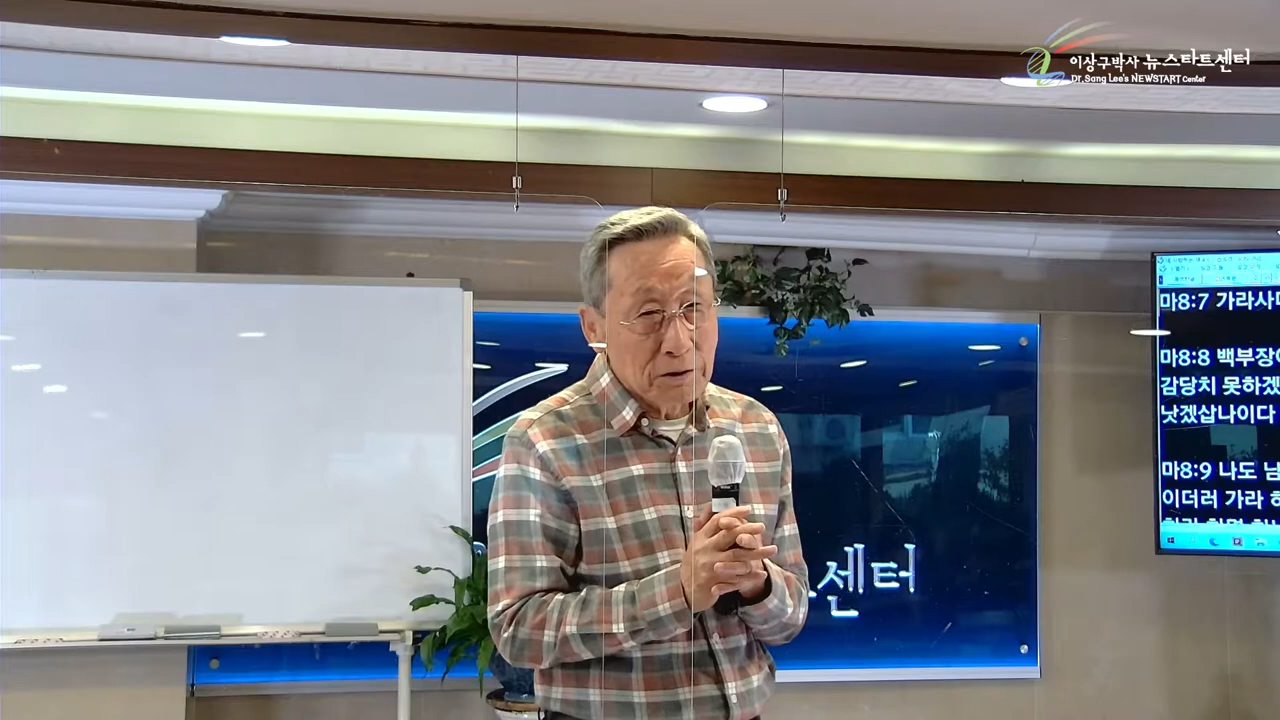 이상구박사 뉴스타트센터
Dr. Sang Lee's NEWSTART Center
마8:7 가라사대
마8:8 백부장이
감당치 못하겠
낫겠삽나이다
마8:9 나도 남
이더러 가라 하
센터